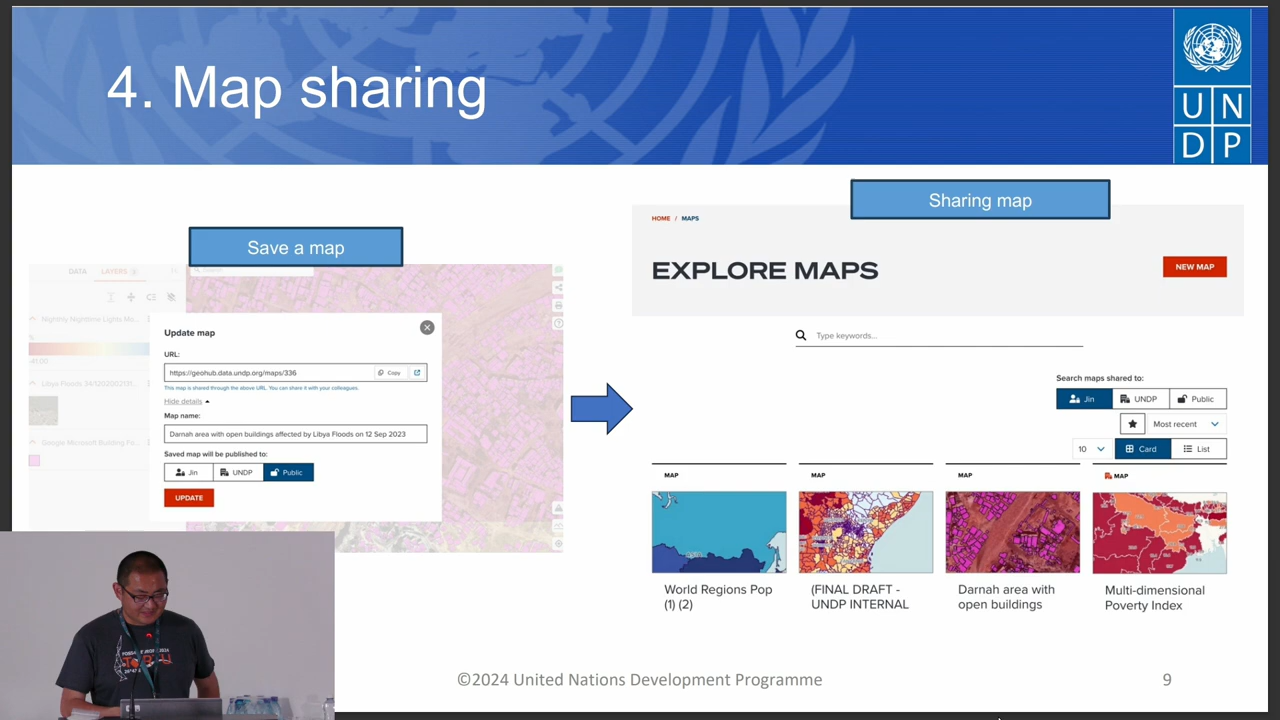 4. Map sharing
UN
DP
Save a map
DATA
LAYERS
Nighttly Nighttime Lights Mo...
-41.00
Google Microsoft Building Fo...
Update map
URL:
https://geohub.data.undp.org/maps/336
Copy
This map is shared through the above URL. You can share it with your colleagues.
Hide details
Map name:
Darnah area with open buildings affected by Libya Floods on 12 Sep 2023
Saved map will be published to:
Jin
UNDP
Public
UPDATE
Sharing map
HOME / MAPS
EXPLORE MAPS
NEW MAP
Type keywords...
Search maps shared to:
Jin
UNDP
Public
Most recent
10
Card
List
MAP
World Regions Pop
(1) (2)
MAP
(FINAL DRAFT -
UNDP INTERNAL
MAP
Darnah area with
open buildings
MAP
Multi-dimensional
Poverty Index
©2024 United Nations Development Programme
9